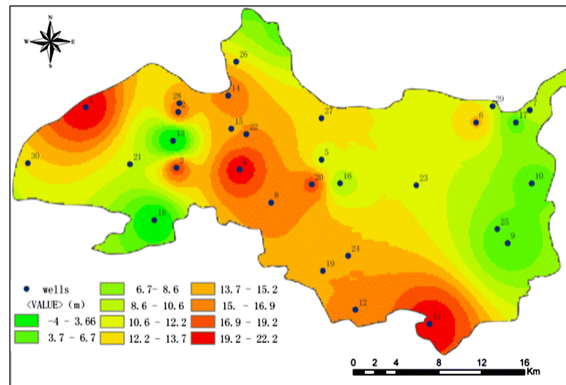 N
W E
S
26
14
28
2
27
29
7
6
17
15
22
13
30
21
3
5
20
16
23
10
8
18
25
9
24
19
12
11
wells
<VALUE> (m)
-4 - 3.66
3.7- 6.7
6.7- 8.6
8.6 - 10.6
10.6 - 12.2
12.2 - 13.7
13.7 - 15.2
15. - 16.9
16.9 - 19.2
19.2 - 22.2
0 2 4 8 12 16
Km